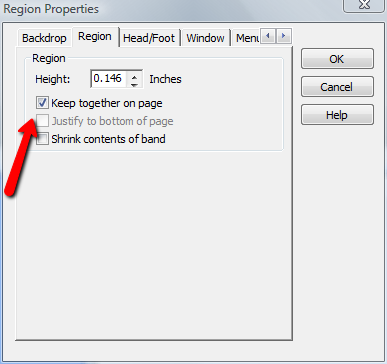 Region Properties
Backdrop Region Head/Foot Window
Region
Height: 0.146 Inches
Keep together on page
Justify to bottom of page
Shrink contents of band
OK
Cancel
Help